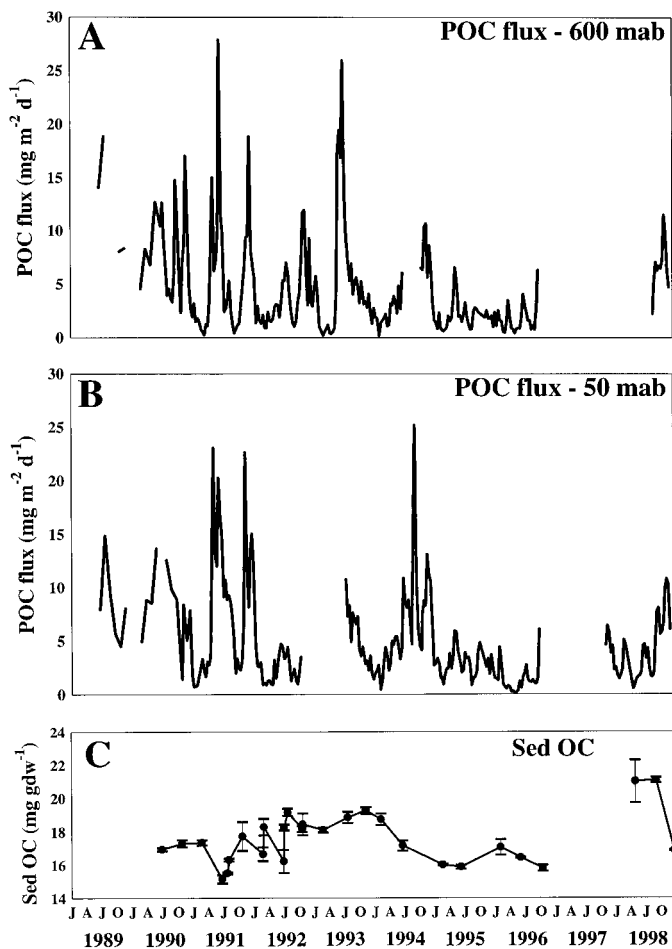 A
POC flux - 600 mab
POC flux (mg m⁻² d⁻¹)
30
25
20
15
10
5
0
B
POC flux - 50 mab
POC flux (mg m⁻² d⁻¹)
30
25
20
15
10
5
0
C
Sed OC
Sed OC (mg gdw⁻¹)
24
22
20
18
16
14
J A J O J A J O J A J O J A J O J A J O J A J O J A J O J A J O J A J O J A J O
1989 1990 1991 1992 1993 1994 1995 1996 1997 1998